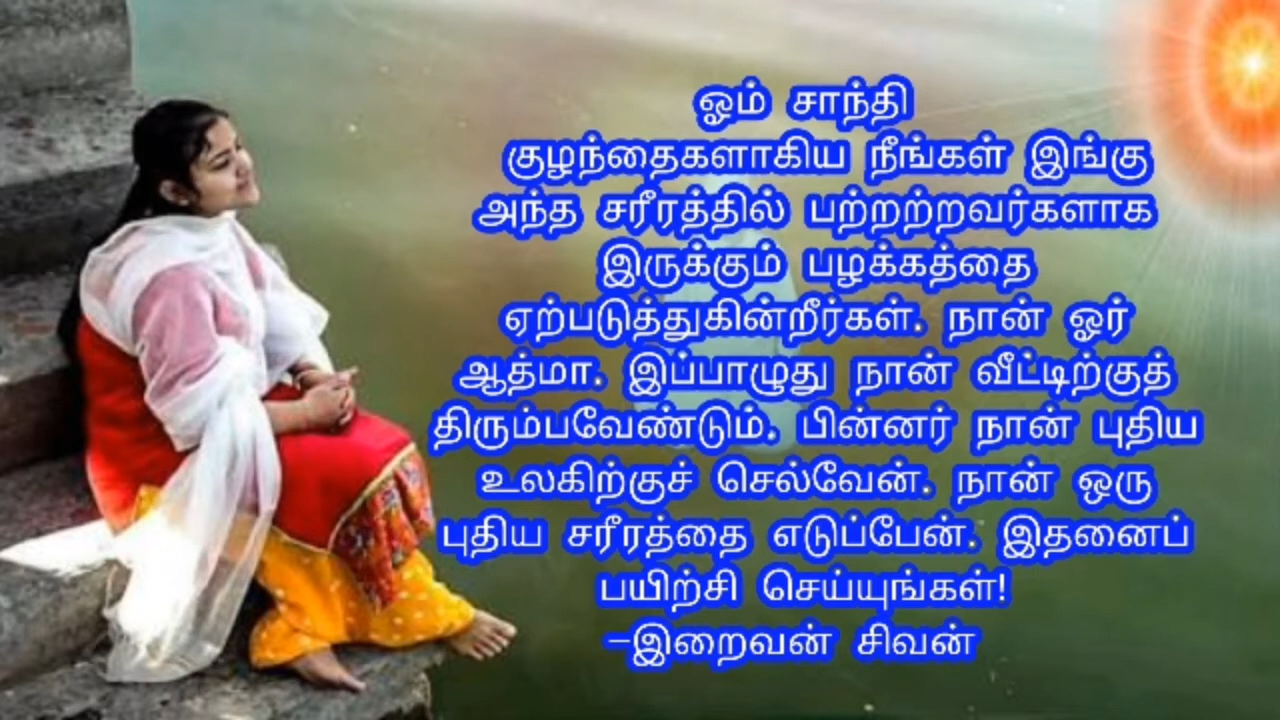 ஓம் சாந்தி
குழந்தைகளாகிய நீங்கள் இங்கு
அந்த சரீரத்தில் பற்றற்றவர்களாக
இருக்கும் பழக்கத்தை
ஏற்படுத்துகின்றீர்கள். நான் ஓர்
ஆத்மா. இப்பாழுது நான் வீட்டிற்குத்
திரும்பவேண்டும். பின்னர் நான் புதிய
உலகிற்குச் செல்வேன். நான் ஒரு
புதிய சரீரத்தை எடுப்பேன். இதனைப்
பயிற்சி செய்யுங்கள்!
-இறைவன் சிவன்